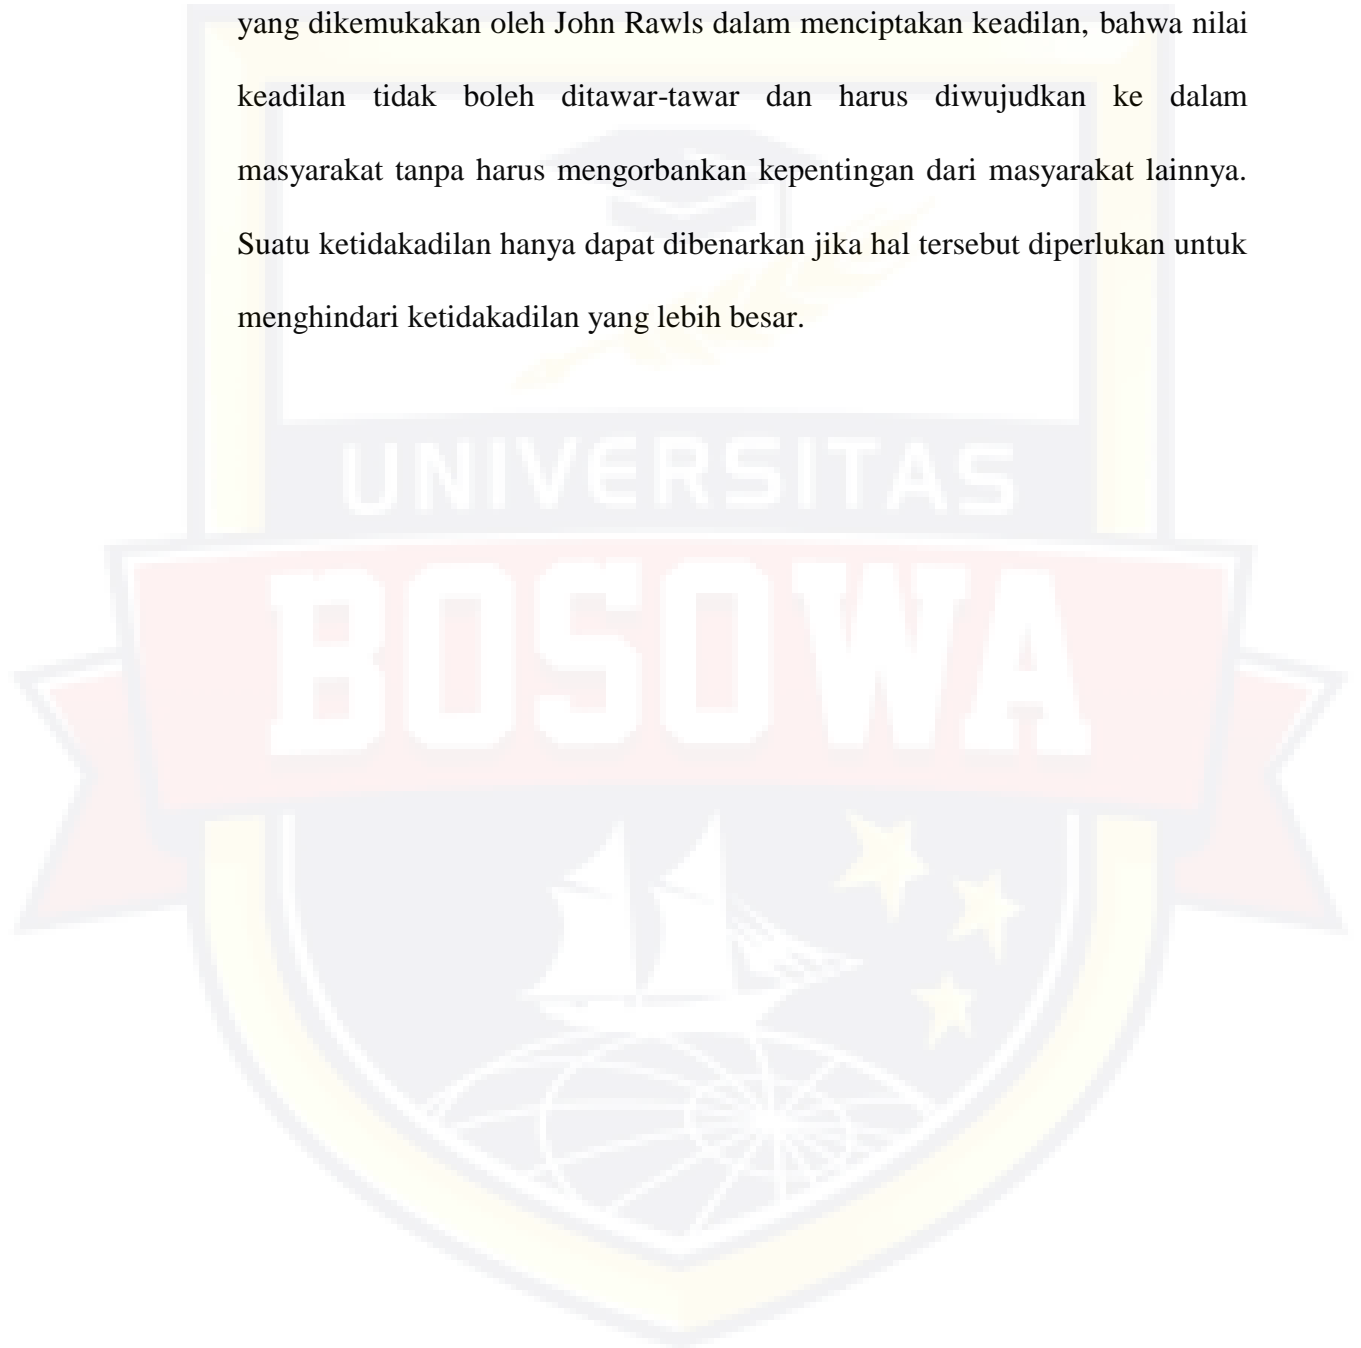 yang dikemukakan oleh John Rawls dalam menciptakan keadilan, bahwa nilai
keadilan tidak boleh ditawar-tawar dan harus diwujudkan ke dalam
masyarakat tanpa harus mengorbankan kepentingan dari masyarakat lainnya.
Suatu ketidakadilan hanya dapat dibenarkan jika hal tersebut diperlukan untuk
menghindari ketidakadilan yang lebih besar.
UNIVERSITAS
BOSOWA